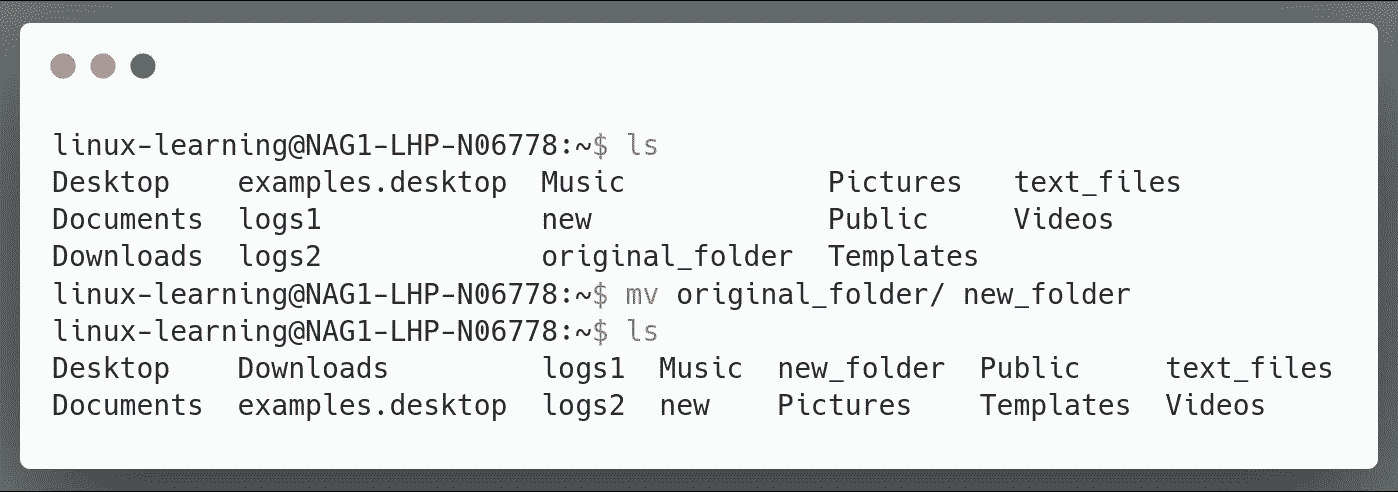 linux-learning@NAG1-LHP-N06778:~$ ls
Desktop    examples.desktop  Music            Pictures   text_files
Documents  logs1             new              Public     Videos
Downloads  logs2             original_folder  Templates
linux-learning@NAG1-LHP-N06778:~$ mv original_folder/ new_folder
linux-learning@NAG1-LHP-N06778:~$ ls
Desktop    Downloads         logs1  Music  new_folder  Public     text_files
Documents  examples.desktop  logs2  new    Pictures    Templates  Videos